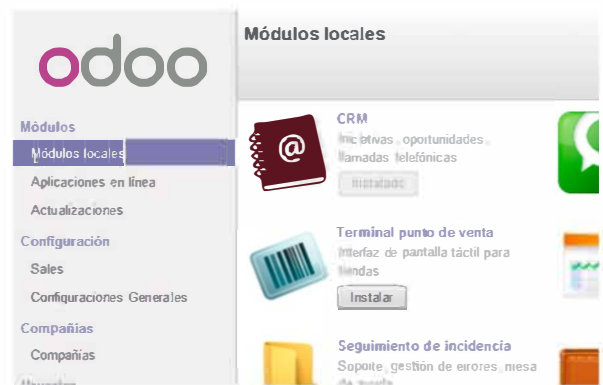 odoo
Módulos
Módulos locales
Aplicaciones en línea
Actualizaciones
Configuración
Sales
Configuraciones Generales
Compañías
Compañías
Módulos locales
CRM
Iniciativas, oportunidades,
llamadas telefónicas
Instalado
Terminal punto de venta
Interfaz de pantalla táctil para
tiendas
Instalar
Seguimiento de incidencia
Soporte, gestión de errores, mesa
de ayuda